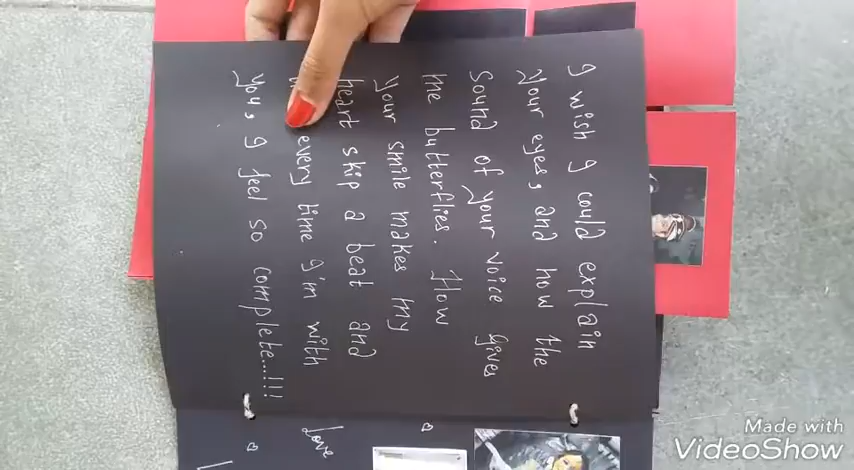 I wish I could explain
Your eyes, and how the
Sound of your voice gives
me butterflies. How
Your smile makes my
heart skip a beat and
every time I'm with
you, I feel so complete...!!!
Love
Made with
VideoShow